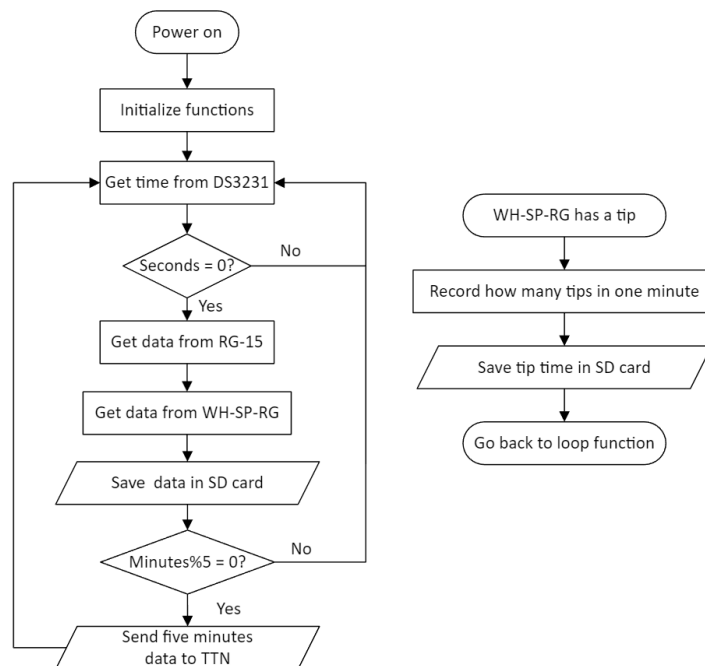 Power on
Initialize functions
Get time from DS3231
Seconds = 0?
No
Yes
Get data from RG-15
Get data from WH-SP-RG
Save data in SD card
Minutes%5 = 0?
No
Yes
Send five minutes
data to TTN
WH-SP-RG has a tip
Record how many tips in one minute
Save tip time in SD card
Go back to loop function